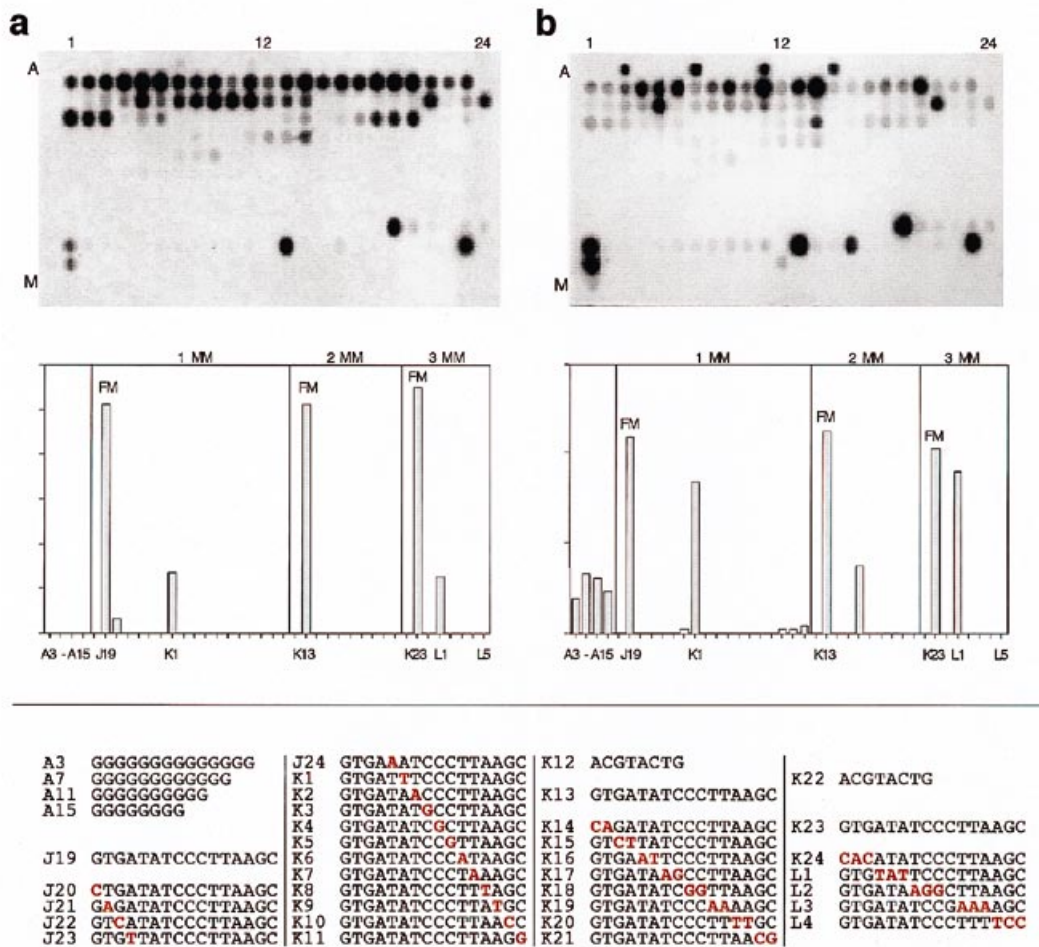 a
1 12 24
A
M
b
1 12 24
A
M
1 MM 2 MM 3 MM
FM FM FM
A3 - A15 J19 K1 K13 K23 L1 L5
1 MM 2 MM 3 MM
FM FM FM
A3 - A15 J19 K1 K13 K23 L1 L5
A3 GGGGGGGGGGGGGG
A7 GGGGGGGGGGGG
A11 GGGGGGGGGG
A15 GGGGGGGG
J19 GTGATATCCCTTAAGC
J20 CTGATATCCCTTAAGC
J21 GAGATATCCCTTAAGC
J22 GTCATATCCCTTAAGC
J23 GTGTTATCCCTTAAGC
J24 GTGAAATCCCTTAAGC
K1 GTGATTTCCCTTAAGC
K2 GTGATAACCCTTAAGC
K3 GTGATATGCCTTAAGC
K4 GTGATATCGCTTAAGC
K5 GTGATATCCGTTAAGC
K6 GTGATATCCCATAAGC
K7 GTGATATCCCTAAAGC
K8 GTGATATCCCTTTAGC
K9 GTGATATCCCTTATGC
K10 GTGATATCCCTTAACC
K11 GTGATATCCCTTAAGG
K12 ACGTACTG
K13 GTGATATCCCTTAAGC
K14 CAGATATCCCTTAAGC
K15 GTCTTATCCCTTAAGC
K16 GTGAATTCCCTTAAGC
K17 GTGATAAGCCTTAAGC
K18 GTGATATCGGTTAAGC
K19 GTGATATCCCAAAAGC
K20 GTGATATCCCTTTTGC
K21 GTGATATCCCTTAACG
K22 ACGTACTG
K23 GTGATATCCCTTAAGC
K24 CACATATCCCTTAAGC
L1 GTGTATTCCCTTAAGC
L2 GTGATAAGGCTTAAGC
L3 GTGATATCCGAAAAGC
L4 GTGATATCCCTTTTCC